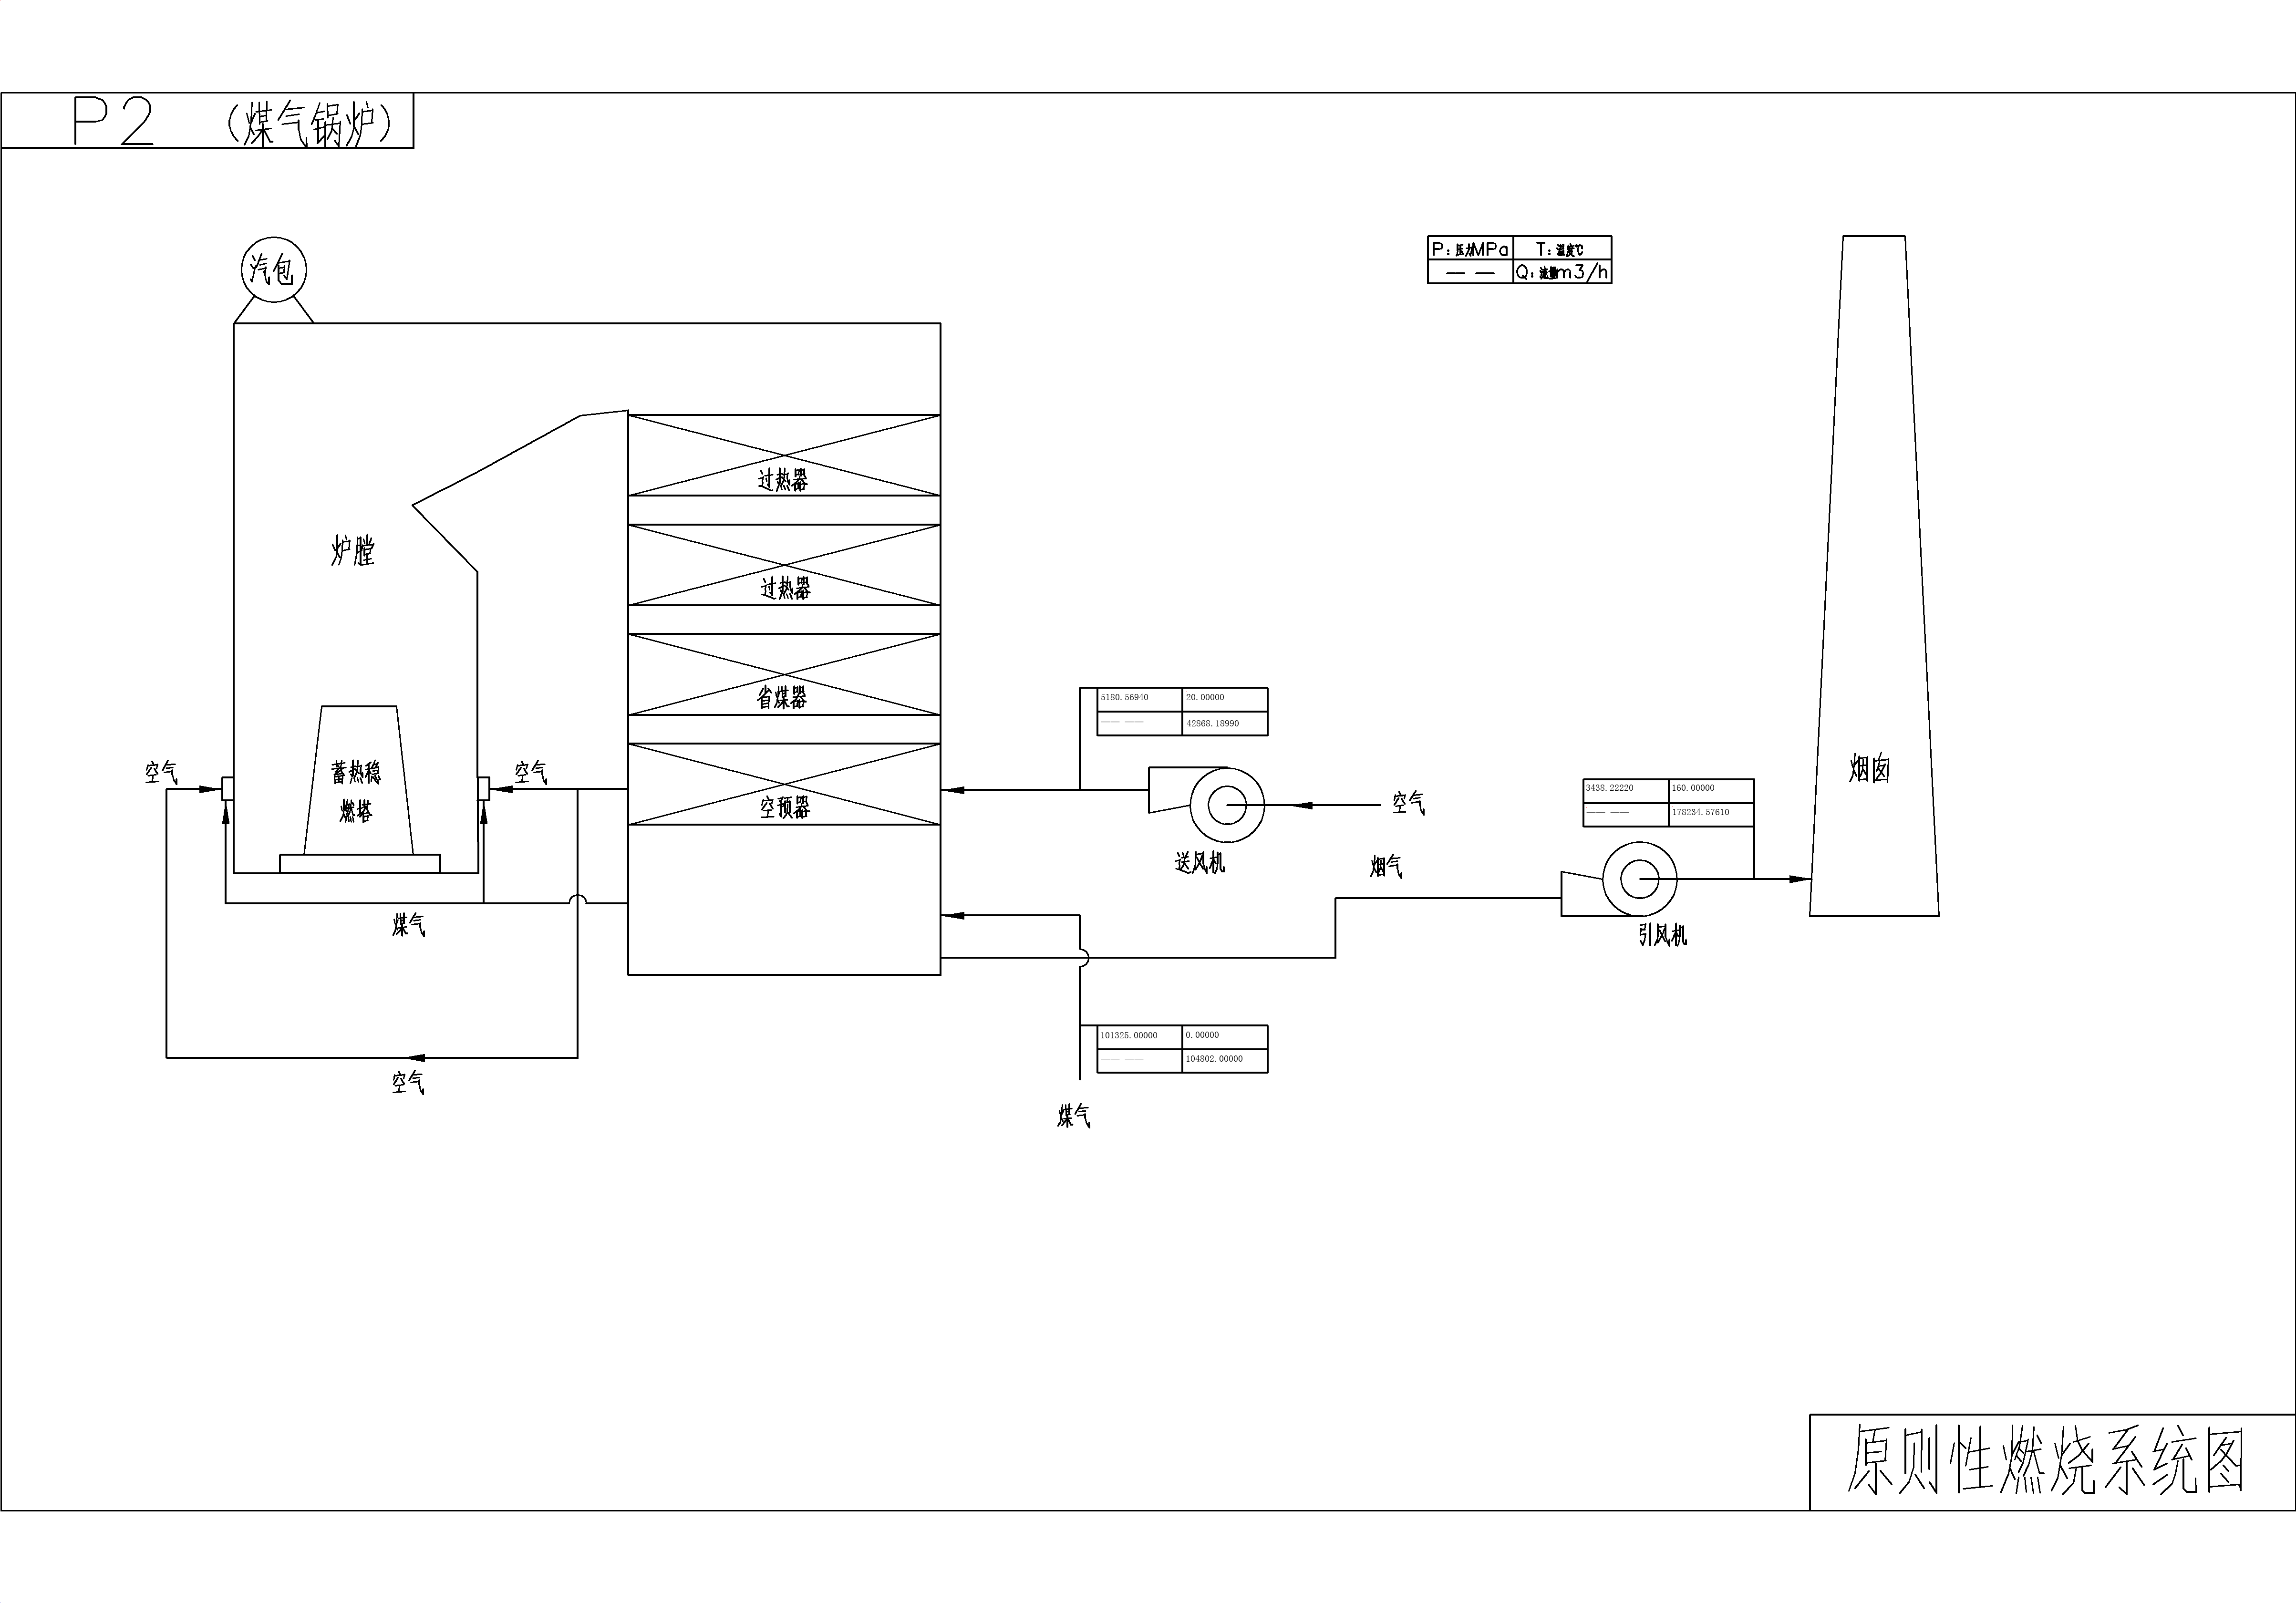 P2 (煤气锅炉)
汽包
P：压力MPa T：温度℃
—— —— Q：流量m3/h
过热器
炉膛
过热器
省煤器
5180.56940 20.00000
—— —— 42868.18990
空气
蓄热稳
燃塔
空气
空预器
空气
送风机
3438.22220 160.00000
—— —— 178234.57610
烟囱
烟气
引风机
煤气
101325.00000 0.00000
—— —— 104802.00000
空气
煤气
原则性燃烧系统图